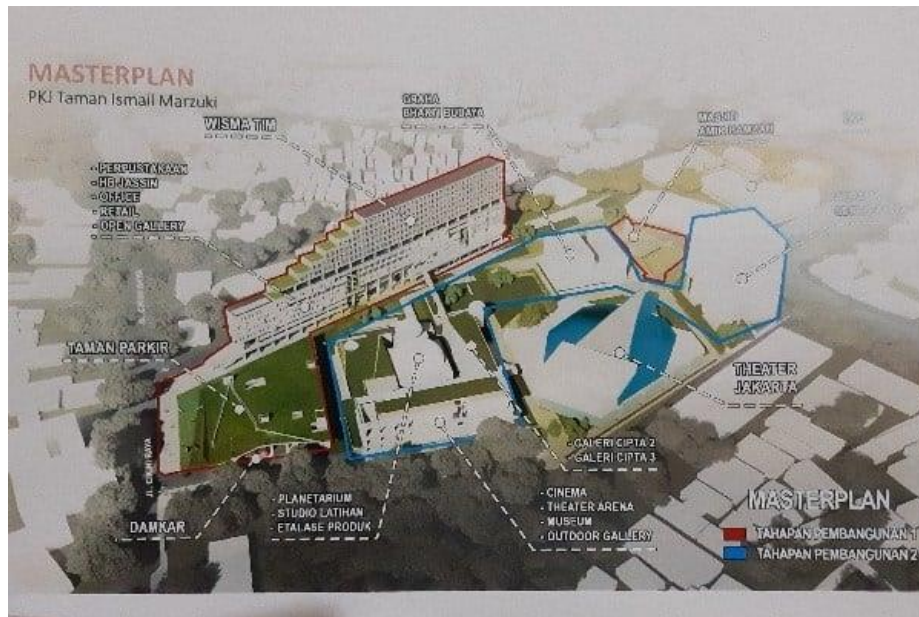 MASTERPLAN
PKJ Taman Ismail Marzuki
WISMA TIM
GRAHA
BHAKTI BUDAYA
MASJID
AMIR HAMZAH
- PERPUSTAKAAN
- HB JASSIN
- OFFICE
- RETAIL
- OPEN GALLERY
TAMAN PARKIR
THEATER
JAKARTA
JL. CIKINI RAYA
- GALERI CIPTA 2
- GALERI CIPTA 3
DAMKAR
- PLANETARIUM
- STUDIO LATIHAN
- ETALASE PRODUK
- CINEMA
- THEATER ARENA
- MUSEUM
- OUTDOOR GALLERY
MASTERPLAN
TAHAPAN PEMBANGUNAN 1
TAHAPAN PEMBANGUNAN 2